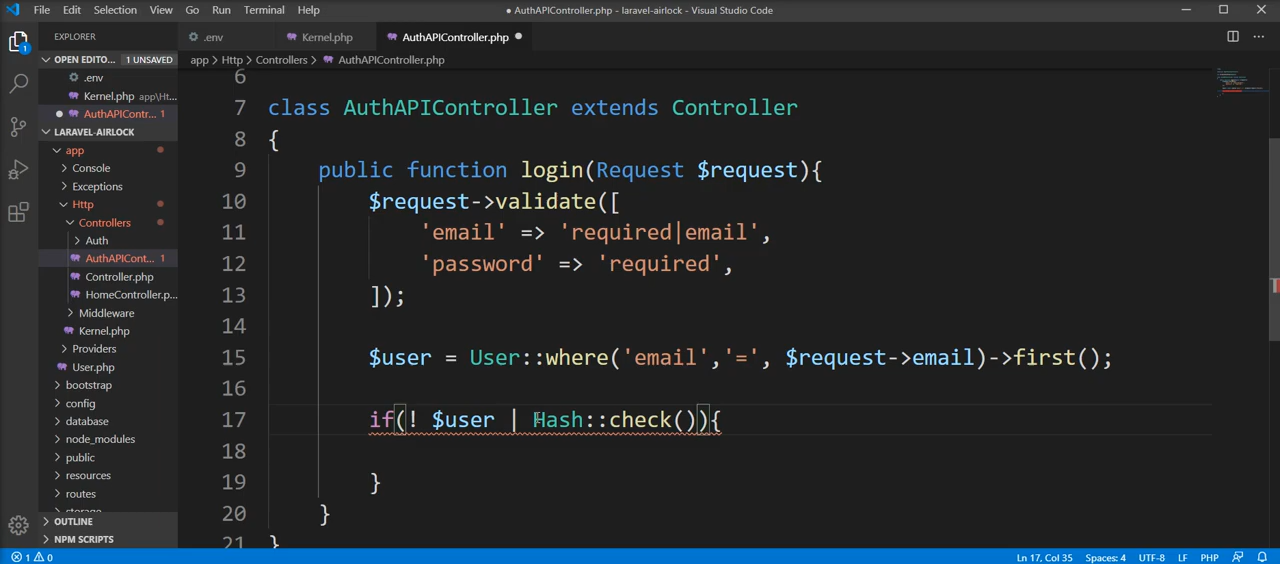 File Edit Selection View Go Run Terminal Help ● AuthAPIController.php - laravel-airlock - Visual Studio Code
EXPLORER
.env Kernel.php AuthAPIController.php
OPEN EDITO... 1 UNSAVED
.env
Kernel.php app\Ht...
AuthAPIContr... 1
LARAVEL-AIRLOCK
app
Console
Exceptions
Http
Controllers
Auth
AuthAPICont... 1
Controller.php
HomeController.p...
Middleware
Kernel.php
Providers
User.php
bootstrap
config
database
node_modules
public
resources
routes
storage
OUTLINE
NPM SCRIPTS
1
app > Http > Controllers > AuthAPIController.php
6
7 class AuthAPIController extends Controller
8 {
9 public function login(Request $request){
10 $request->validate([
11 'email' => 'required|email',
12 'password' => 'required',
13 ]);
14
15 $user = User::where('email','=', $request->email)->first();
16
17 if(! $user | Hash::check()){
18
19 }
20 }
21 }
1 0 Ln 17, Col 35 Spaces: 4 UTF-8 LF PHP